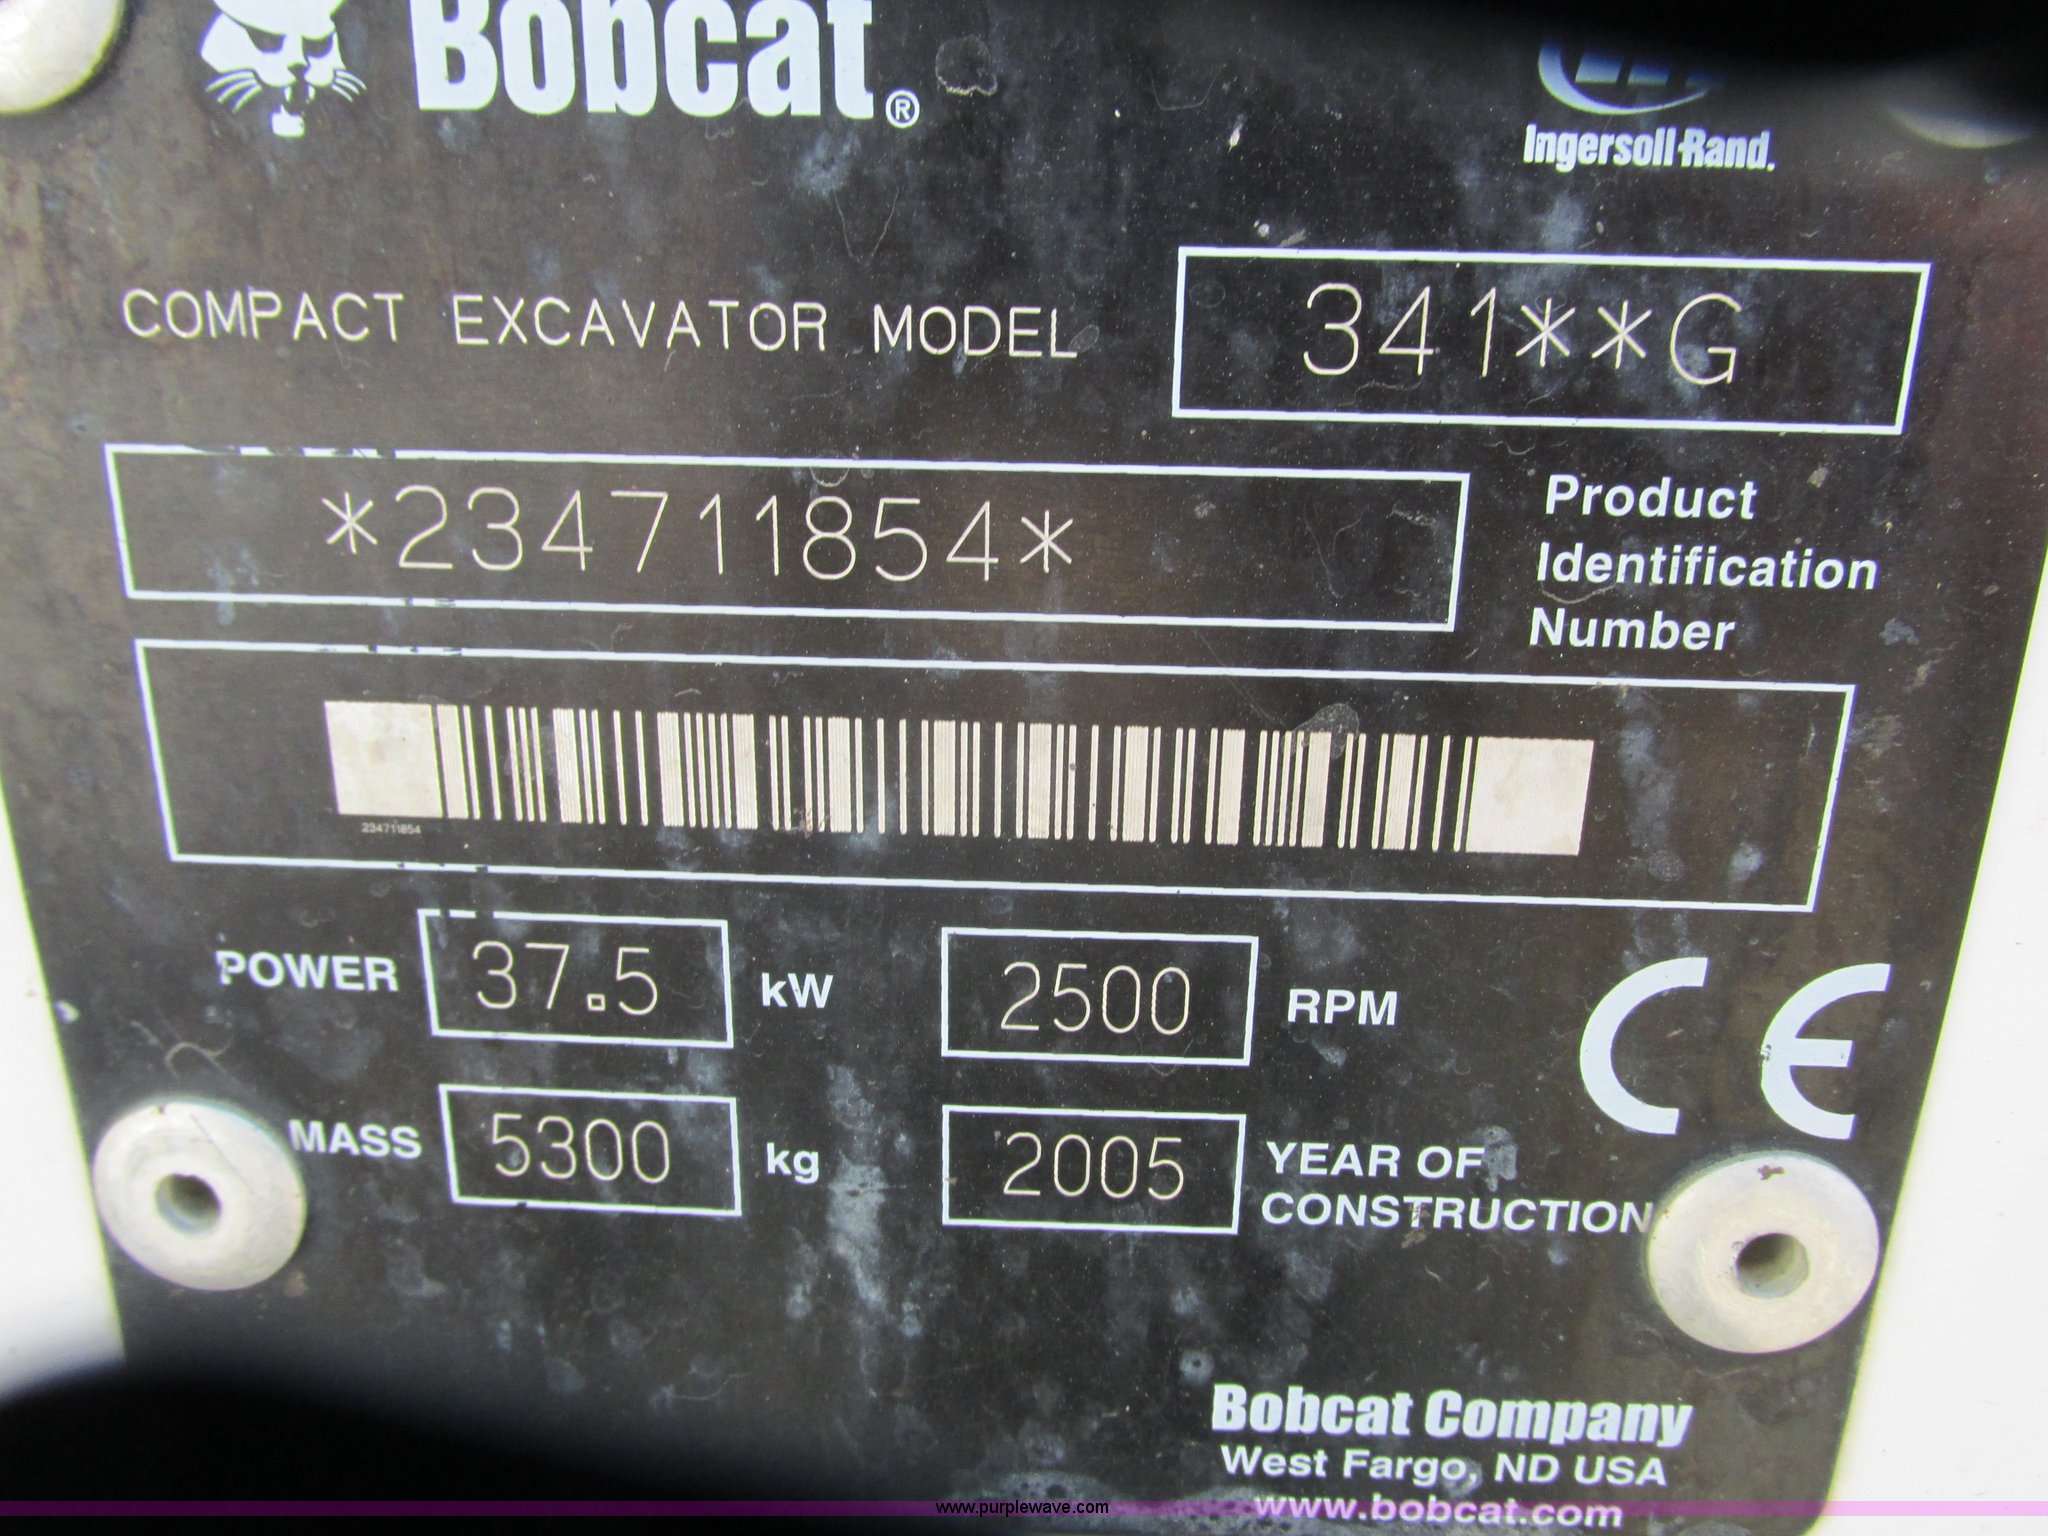 Bobcat®
Ingersoll-Rand.
COMPACT EXCAVATOR MODEL 341**G
*234711854*
Product
Identification
Number
234711854
POWER 37.5 kW 2500 RPM
CE
MASS 5300 kg 2005 YEAR OF
CONSTRUCTION
Bobcat Company
West Fargo, ND USA
www.bobcat.com
www.purplewave.com